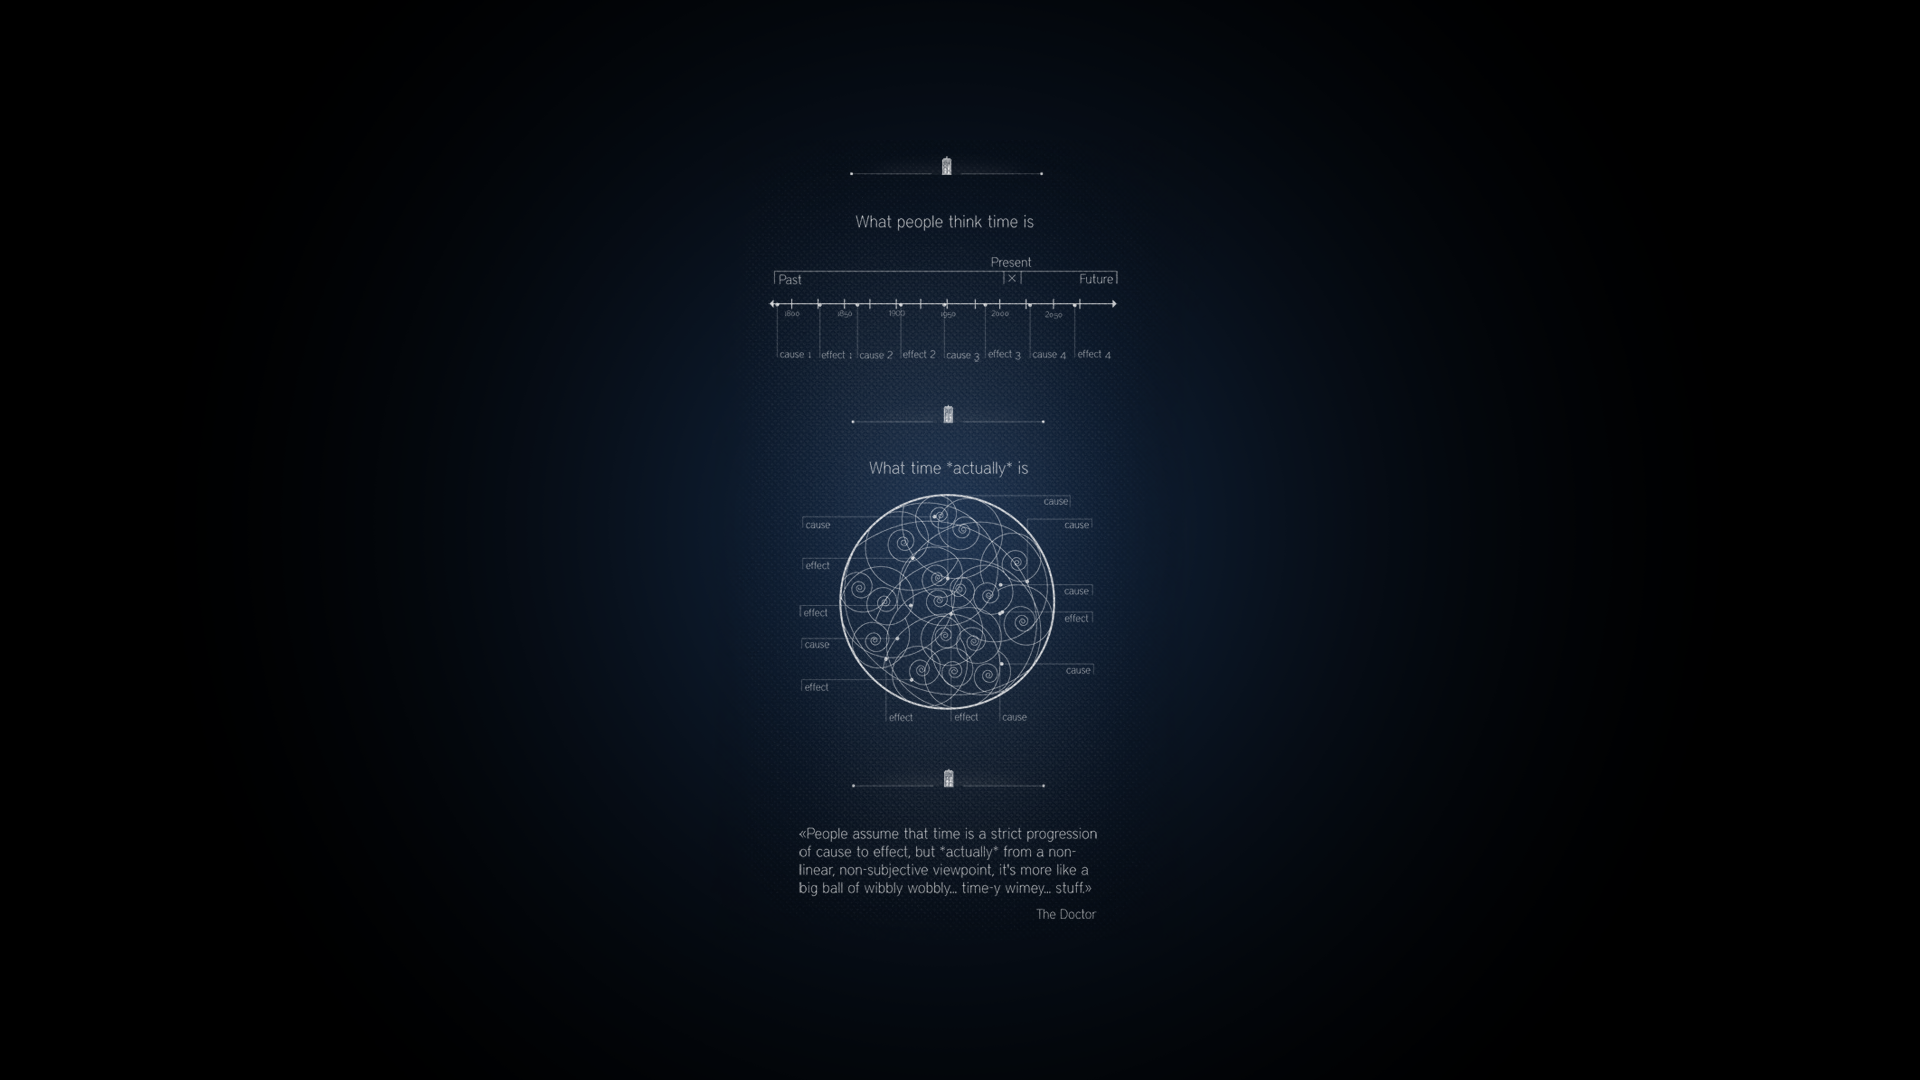 What people think time is
Present
Past
Future
1800 1850 1900 1950 2000 2050
cause 1 effect 1 cause 2 effect 2 cause 3 effect 3 cause 4 effect 4
What time *actually* is
cause
cause
cause
effect
cause
effect
effect
cause
cause
effect
effect
effect
cause
«People assume that time is a strict progression
of cause to effect, but *actually* from a non-
linear, non-subjective viewpoint, it's more like a
big ball of wibbly wobbly... time-y wimey... stuff.»
The Doctor